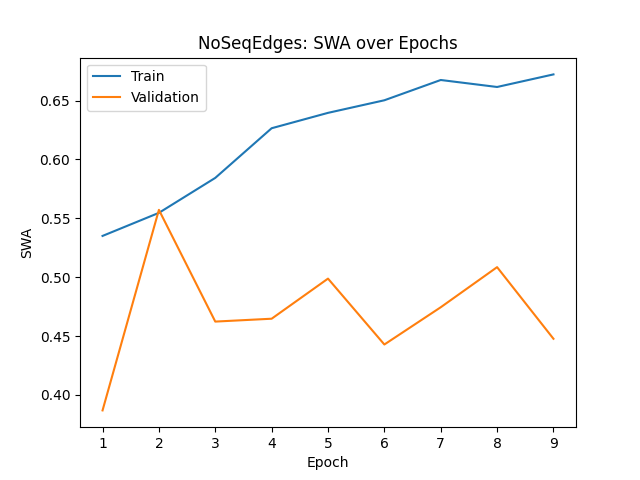 NoSeqEdges: SWA over Epochs
Train
Validation
SWA
0.65
0.60
0.55
0.50
0.45
0.40
1 2 3 4 5 6 7 8 9
Epoch